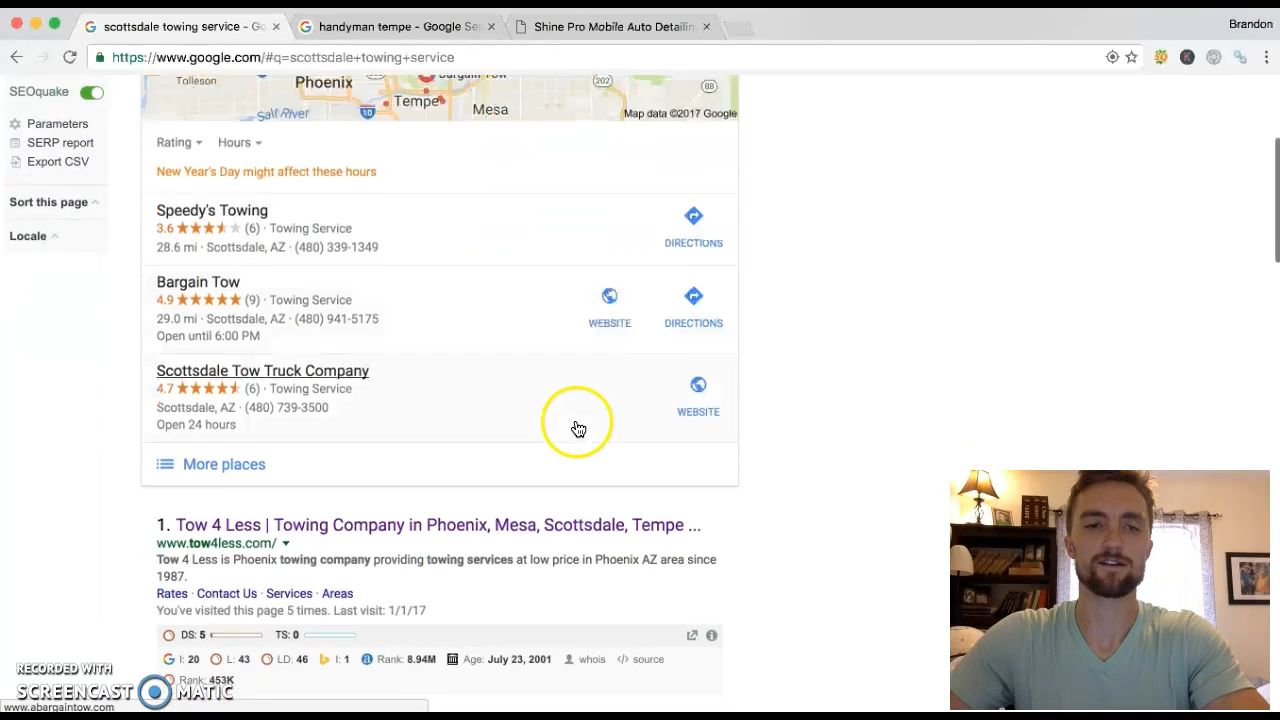 scottsdale towing service - G
handyman tempe - Google Se
Shine Pro Mobile Auto Detailin
Brandon
https://www.google.com/#q=scottsdale+towing+service
SEOquake
Parameters
SERP report
Export CSV
Sort this page
Locale
Tolleson
Phoenix
Bargain Tow
202
88
Tempe
Mesa
Salt River
10
Map data ©2017 Google
Rating
Hours
New Year's Day might affect these hours
Speedy's Towing
3.6 ★★★★★ (6) · Towing Service
28.6 mi · Scottsdale, AZ · (480) 339-1349
DIRECTIONS
Bargain Tow
4.9 ★★★★★ (9) · Towing Service
29.0 mi · Scottsdale, AZ · (480) 941-5175
Open until 6:00 PM
WEBSITE
DIRECTIONS
Scottsdale Tow Truck Company
4.7 ★★★★★ (6) · Towing Service
Scottsdale, AZ · (480) 739-3500
Open 24 hours
WEBSITE
More places
1. Tow 4 Less | Towing Company in Phoenix, Mesa, Scottsdale, Tempe ...
www.tow4less.com/
Tow 4 Less is Phoenix towing company providing towing services at low price in Phoenix AZ area since
1987.
Rates · Contact Us · Services · Areas
You've visited this page 5 times. Last visit: 1/1/17
DS: 5
TS: 0
I: 20
L: 43
LD: 46
I: 1
Rank: 8.94M
Age: July 23, 2001
whois
source
Rank: 453K
RECORDED WITH
SCREENCAST MATIC
www.abargaintow.com